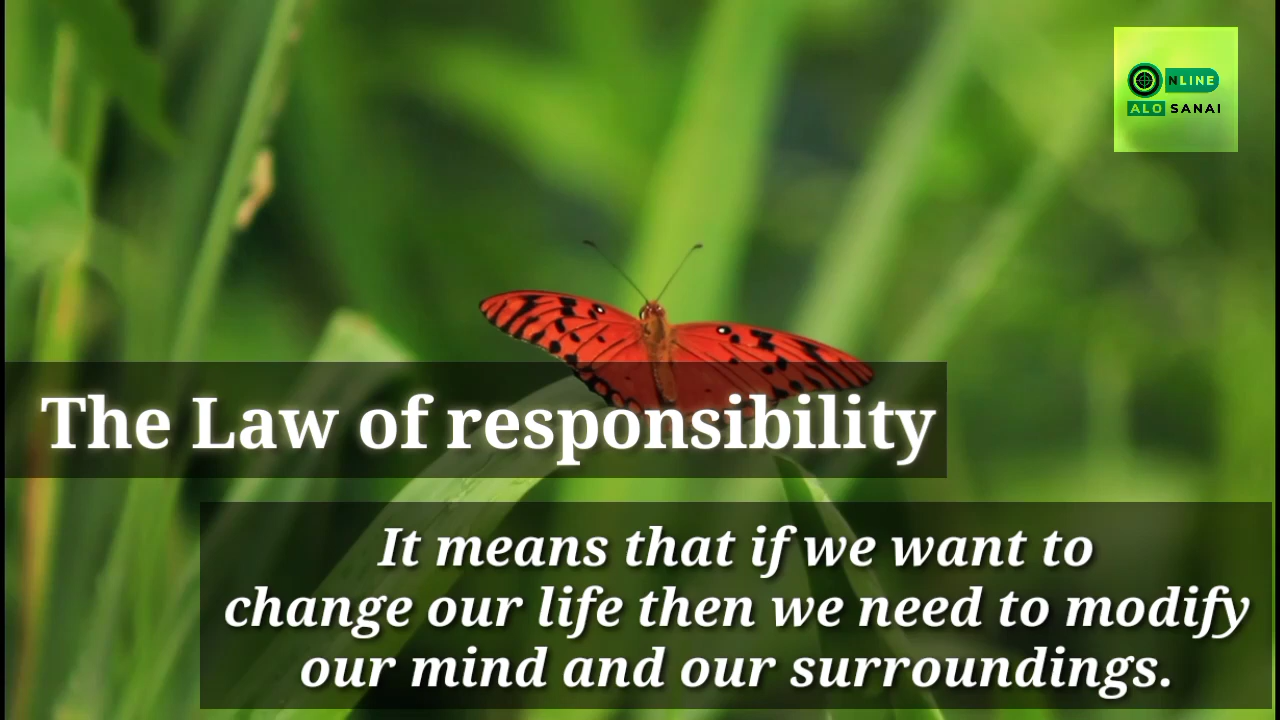 ONLINE
ALO SANAI
The Law of responsibility
It means that if we want to
change our life then we need to modify
our mind and our surroundings.